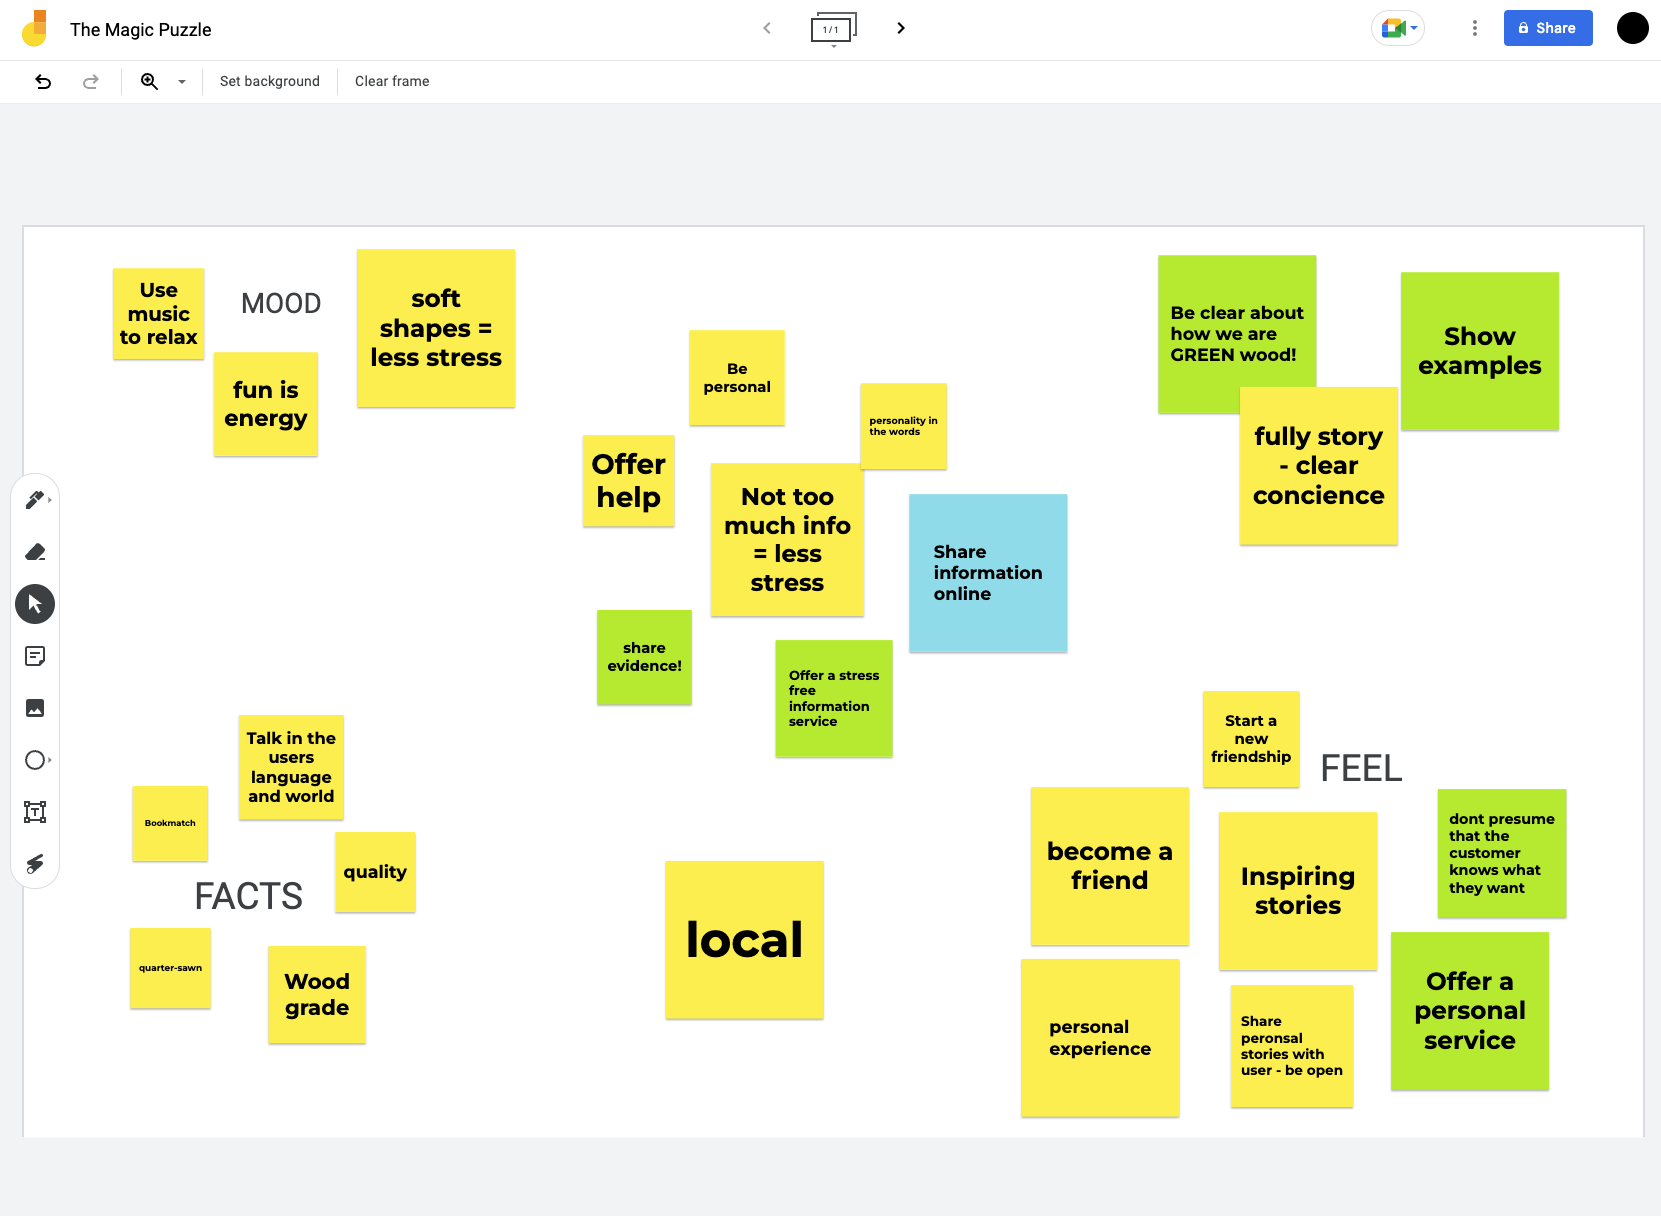 The Magic Puzzle
1/1
Share
Set background
Clear frame
Use
music
to relax
MOOD
soft
shapes =
less stress
fun is
energy
Be
personal
personality in
the words
Offer
help
Not too
much info
= less
stress
Share
information
online
share
evidence!
Offer a stress
free
information
service
Be clear about
how we are
GREEN wood!
Show
examples
fully story
- clear
concience
Talk in the
users
language
and world
Bookmatch
quality
FACTS
quarter-sawn
Wood
grade
local
Start a
new
friendship
FEEL
become a
friend
Inspiring
stories
dont presume
that the
customer
knows what
they want
personal
experience
Share
peronsal
stories with
user - be open
Offer a
personal
service